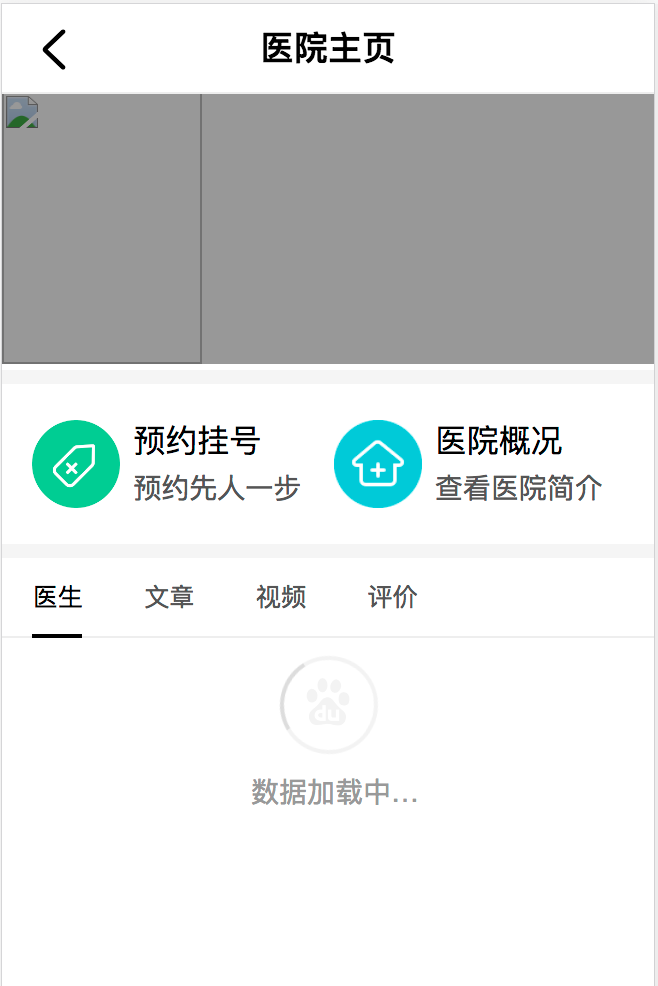 医院主页
预约挂号
预约先人一步
医院概况
查看医院简介
医生
文章
视频
评价
du
数据加载中...